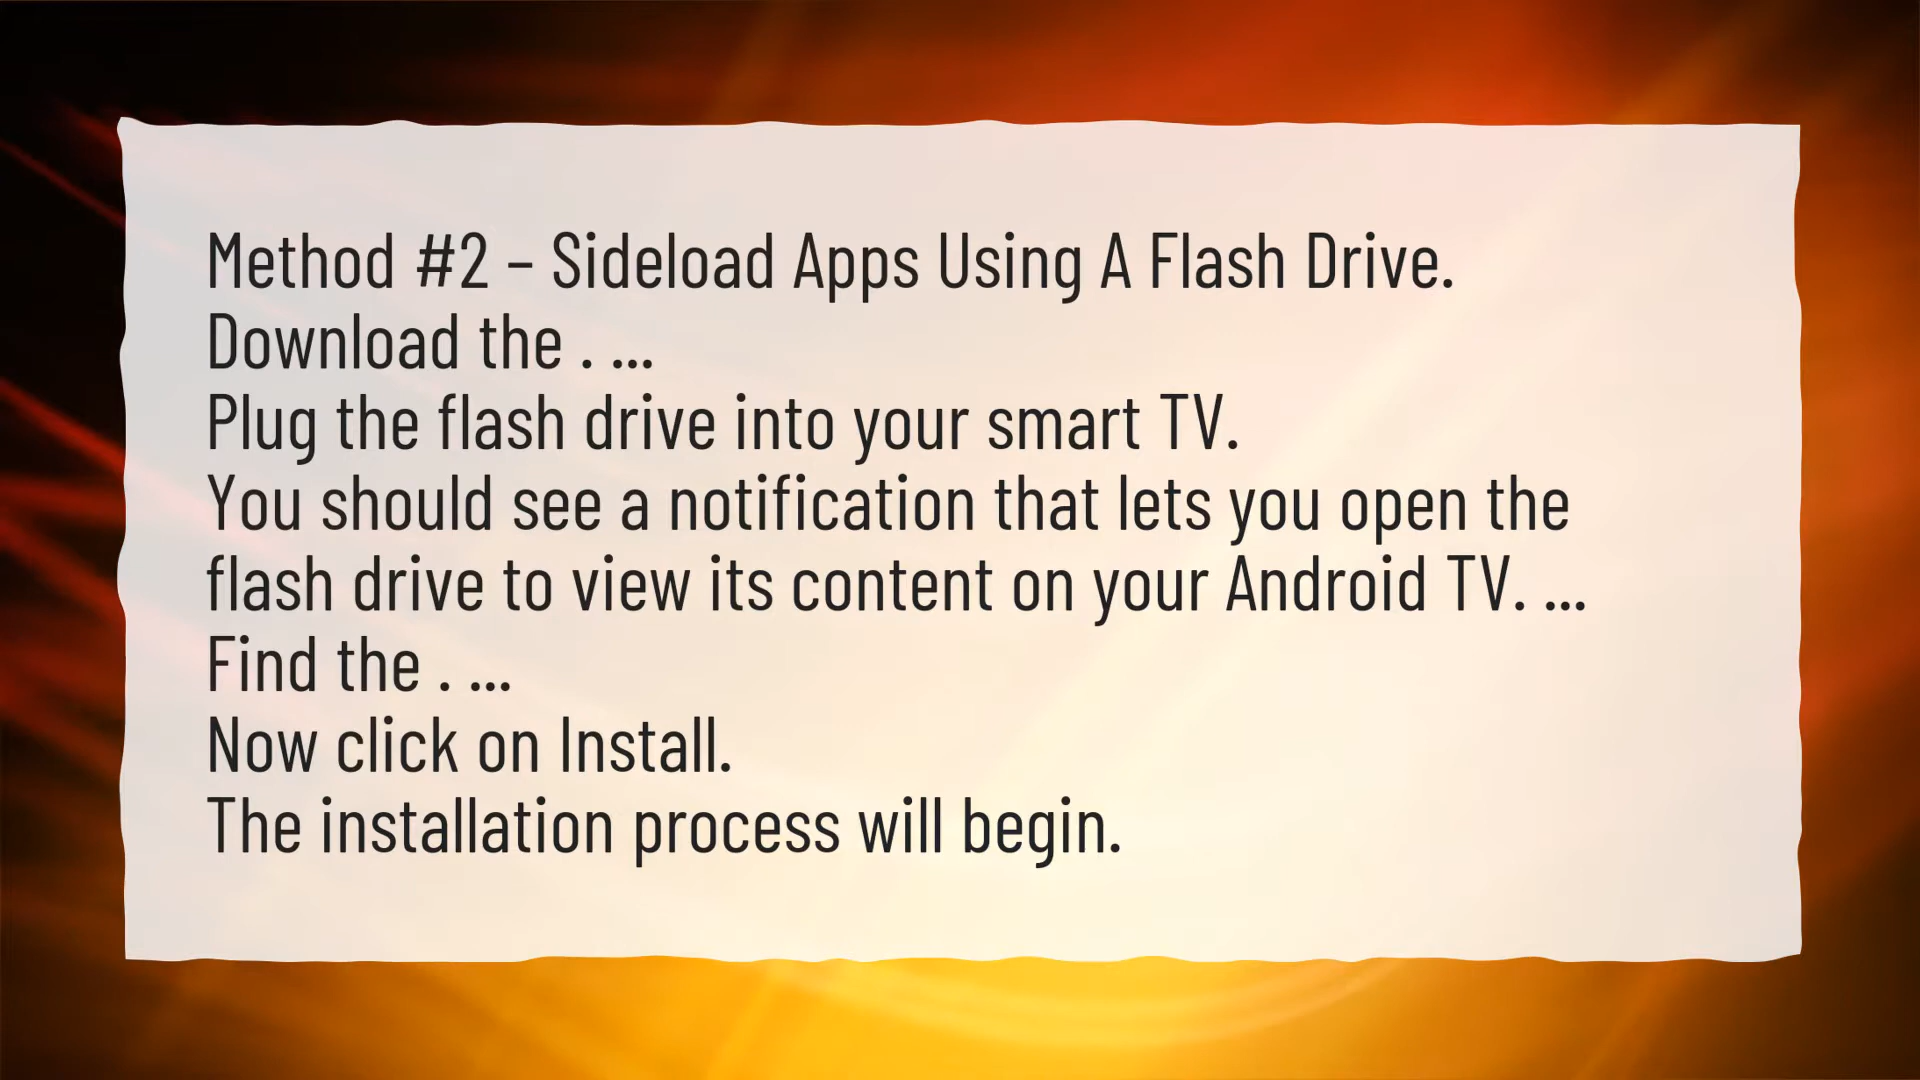 Method #2 – Sideload Apps Using A Flash Drive.
Download the . ...
Plug the flash drive into your smart TV.
You should see a notification that lets you open the
flash drive to view its content on your Android TV. ...
Find the . ...
Now click on Install.
The installation process will begin.